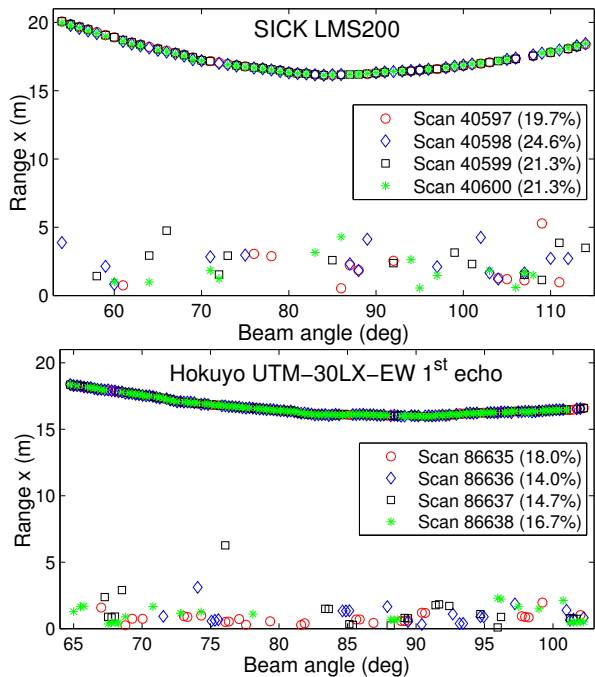 SICK LMS200
20
15
10
5
0
Range x (m)
Scan 40597 (19.7%)
Scan 40598 (24.6%)
Scan 40599 (21.3%)
Scan 40600 (21.3%)
60 70 80 90 100 110
Beam angle (deg)
Hokuyo UTM−30LX−EW 1st echo
20
15
10
5
0
Range x (m)
Scan 86635 (18.0%)
Scan 86636 (14.0%)
Scan 86637 (14.7%)
Scan 86638 (16.7%)
65 70 75 80 85 90 95 100
Beam angle (deg)